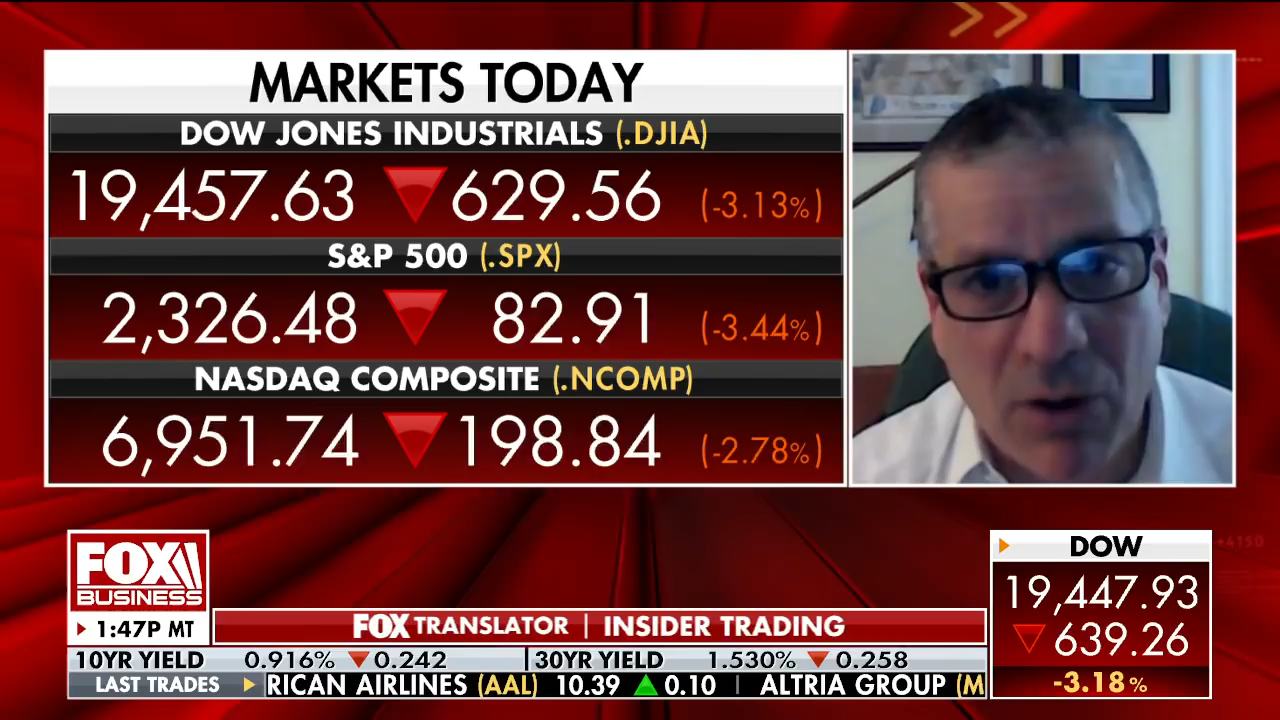 MARKETS TODAY
DOW JONES INDUSTRIALS (.DJIA)
19,457.63 ▼ 629.56 (-3.13%)
S&P 500 (.SPX)
2,326.48 ▼ 82.91 (-3.44%)
NASDAQ COMPOSITE (.NCOMP)
6,951.74 ▼ 198.84 (-2.78%)
FOX
BUSINESS
1:47P MT
FOX TRANSLATOR | INSIDER TRADING
10YR YIELD 0.916% ▼ 0.242 | 30YR YIELD 1.530% ▼ 0.258
LAST TRADES RICAN AIRLINES (AAL) 10.39 ▲ 0.10 | ALTRIA GROUP (M
DOW
19,447.93
▼ 639.26
-3.18%
+4150